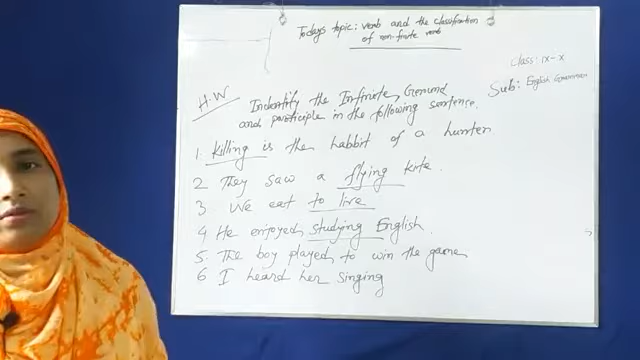 Todays topic: verb and the classification
of non-finite verb
Class: IX-X
Sub: English Grammar
H.W
Indentify the Infinite, Gerund
and participle in the following sentence.
1. Killing is the habbit of a hunter
2 They saw a flying kite.
3. We eat to live
4. He enjoyed studying English.
5. The boy played to win the game
6 I heard her singing